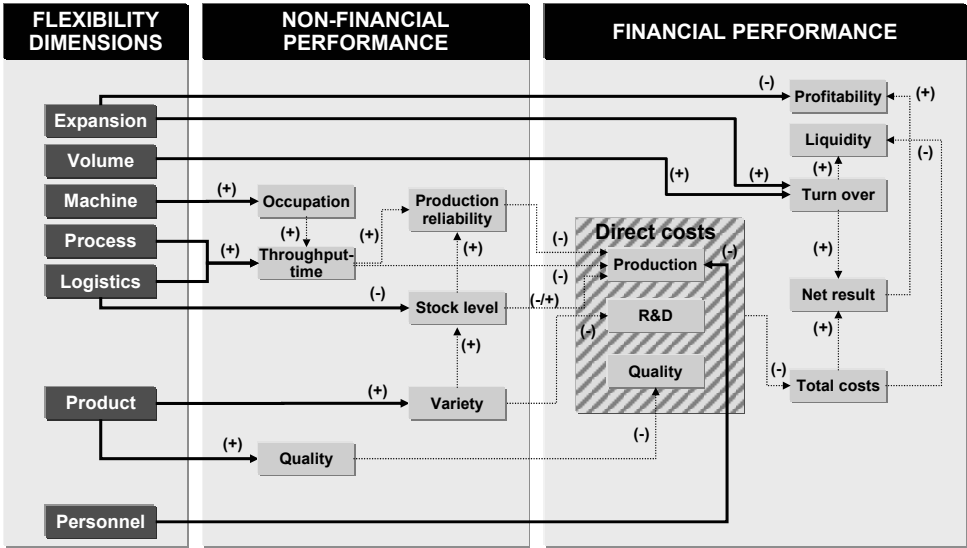 FLEXIBILITY
DIMENSIONS
NON-FINANCIAL
PERFORMANCE
FINANCIAL PERFORMANCE
Expansion
Volume
Machine
Process
Logistics
Product
Personnel
(+)
Occupation
(+)
(+)
Throughput-
time
(+)
Production
reliability
(+)
(-)
Stock level
(-/+)
(+)
(+)
Variety
(+)
Quality
(-)
(-)
Profitability
(+)
Liquidity
(-)
(+)
(+)
(+)
Turn over
Direct costs
(-)
(-)
Production
(-)
R&D
(-)
Quality
(+)
Net result
(+)
(-)
Total costs